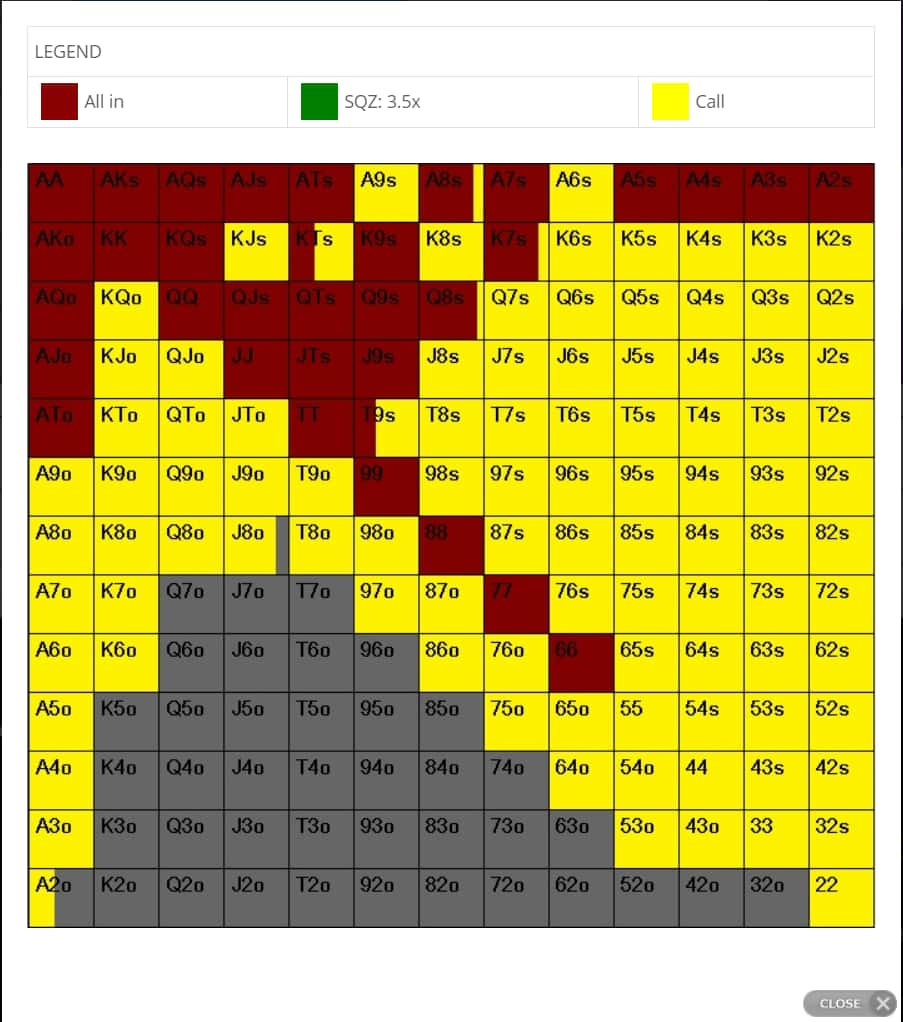 LEGEND
All in SQZ: 3.5x Call
AA AKs AQs AJs ATs A9s A8s A7s A6s A5s A4s A3s A2s
AKo KK KQs KJs KTs K9s K8s K7s K6s K5s K4s K3s K2s
AQo KQo QQ QJs QTs Q9s Q8s Q7s Q6s Q5s Q4s Q3s Q2s
AJo KJo QJo JJ JTs J9s J8s J7s J6s J5s J4s J3s J2s
ATo KTo QTo JTo TT T9s T8s T7s T6s T5s T4s T3s T2s
A9o K9o Q9o J9o T9o 99 98s 97s 96s 95s 94s 93s 92s
A8o K8o Q8o J8o T8o 98o 88 87s 86s 85s 84s 83s 82s
A7o K7o Q7o J7o T7o 97o 87o 77 76s 75s 74s 73s 72s
A6o K6o Q6o J6o T6o 96o 86o 76o 66 65s 64s 63s 62s
A5o K5o Q5o J5o T5o 95o 85o 75o 65o 55 54s 53s 52s
A4o K4o Q4o J4o T4o 94o 84o 74o 64o 54o 44 43s 42s
A3o K3o Q3o J3o T3o 93o 83o 73o 63o 53o 43o 33 32s
A2o K2o Q2o J2o T2o 92o 82o 72o 62o 52o 42o 32o 22
CLOSE